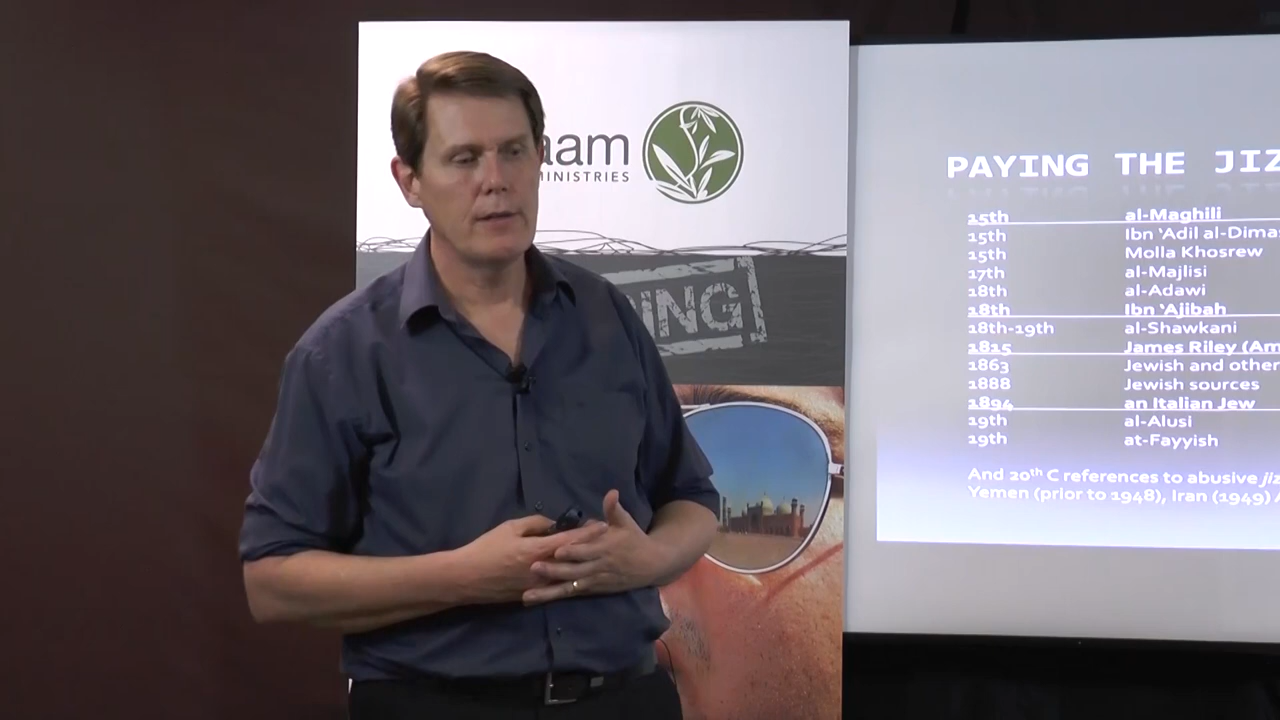 aam
MINISTRIES
ING
PAYING THE JIZ
15th al-Maghili
15th Ibn ‘Adil al-Dimas
15th Molla Khosrew
17th al-Majlisi
18th al-Adawi
18th Ibn ‘Ajibah
18th-19th al-Shawkani
1815 James Riley (Am
1863 Jewish and other
1888 Jewish sources
1894 an Italian Jew
19th al-Alusi
19th at-Fayyish
And 20th C references to abusive jiz
Yemen (prior to 1948), Iran (1949) A